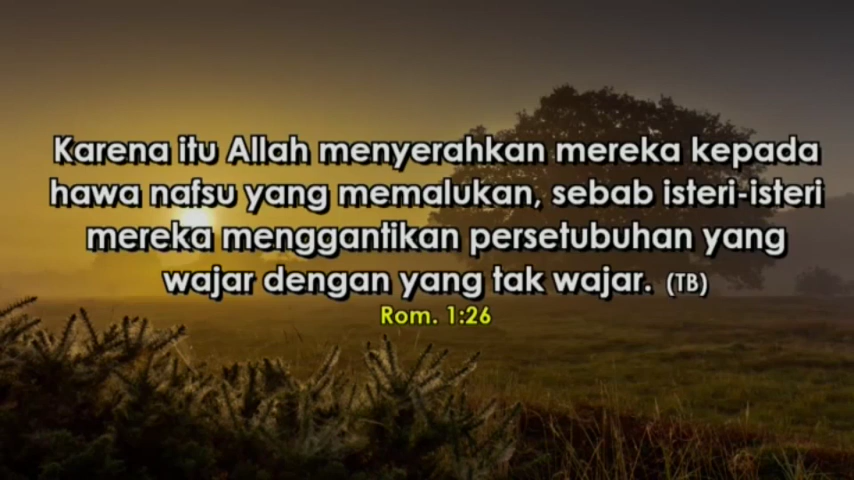 Karena itu Allah menyerahkan mereka kepada
hawa nafsu yang memalukan, sebab isteri-isteri
mereka menggantikan persetubuhan yang
wajar dengan yang tak wajar. (TB)
Rom. 1:26